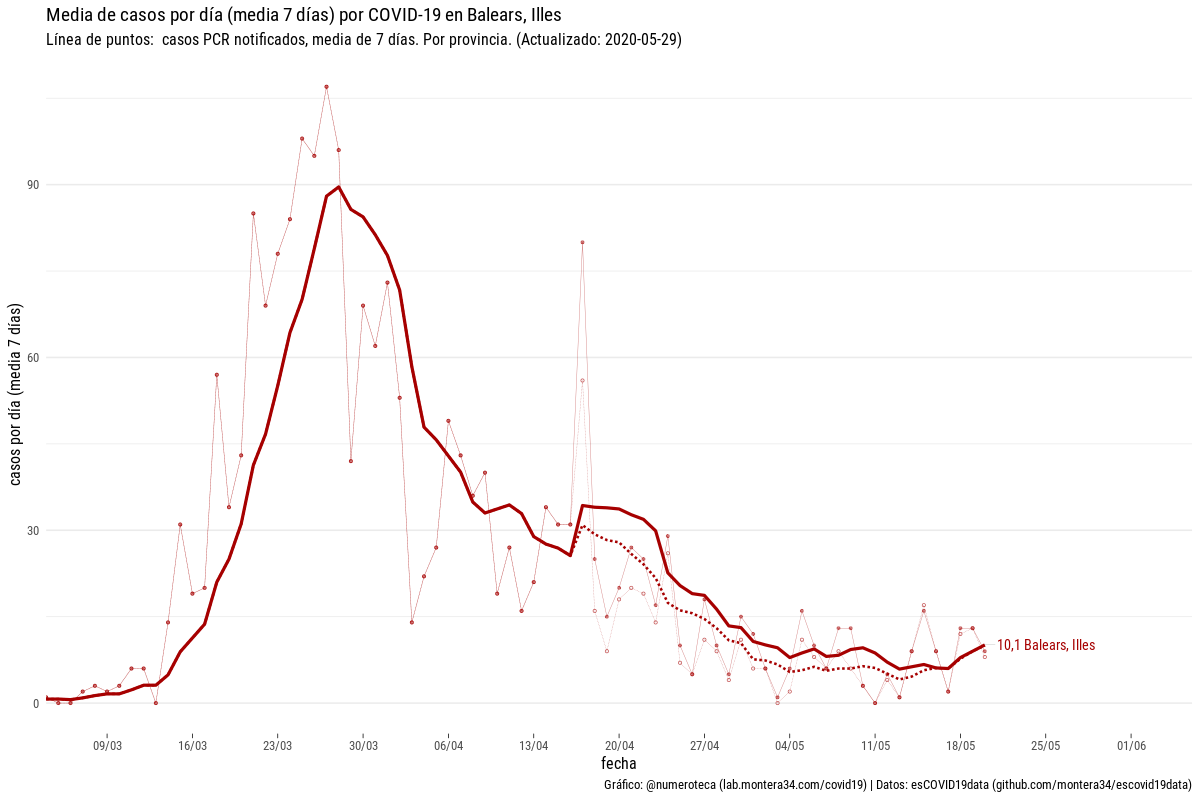 Media de casos por día (media 7 días) por COVID-19 en Balears, Illes
Línea de puntos:  casos PCR notificados, media de 7 días. Por provincia. (Actualizado: 2020-05-29)
casos por día (media 7 días)
90
60
30
0
10,1 Balears, Illes
09/03 16/03 23/03 30/03 06/04 13/04 20/04 27/04 04/05 11/05 18/05 25/05 01/06
fecha
Gráfico: @numeroteca (lab.montera34.com/covid19) | Datos: esCOVID19data (github.com/montera34/escovid19data)